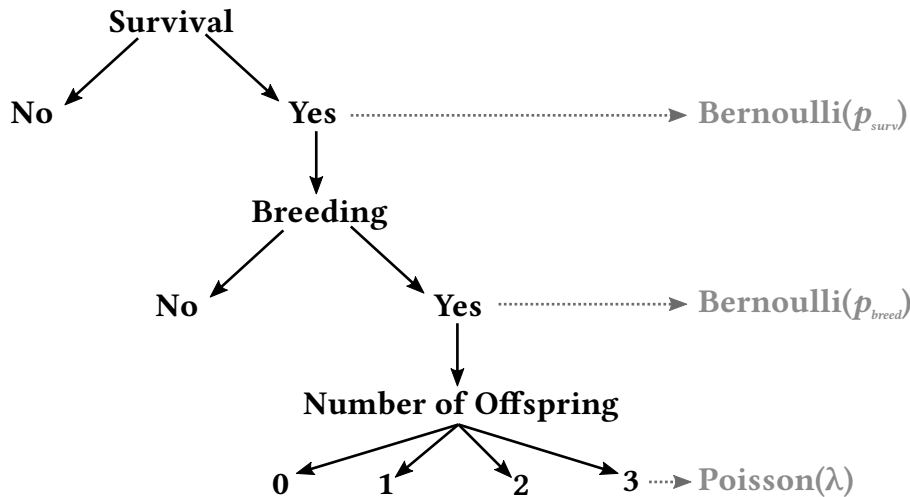 Survival
No Yes Bernoulli(p_surv)
Breeding
No Yes Bernoulli(p_breed)
Number of Offspring
0 1 2 3 Poisson(λ)